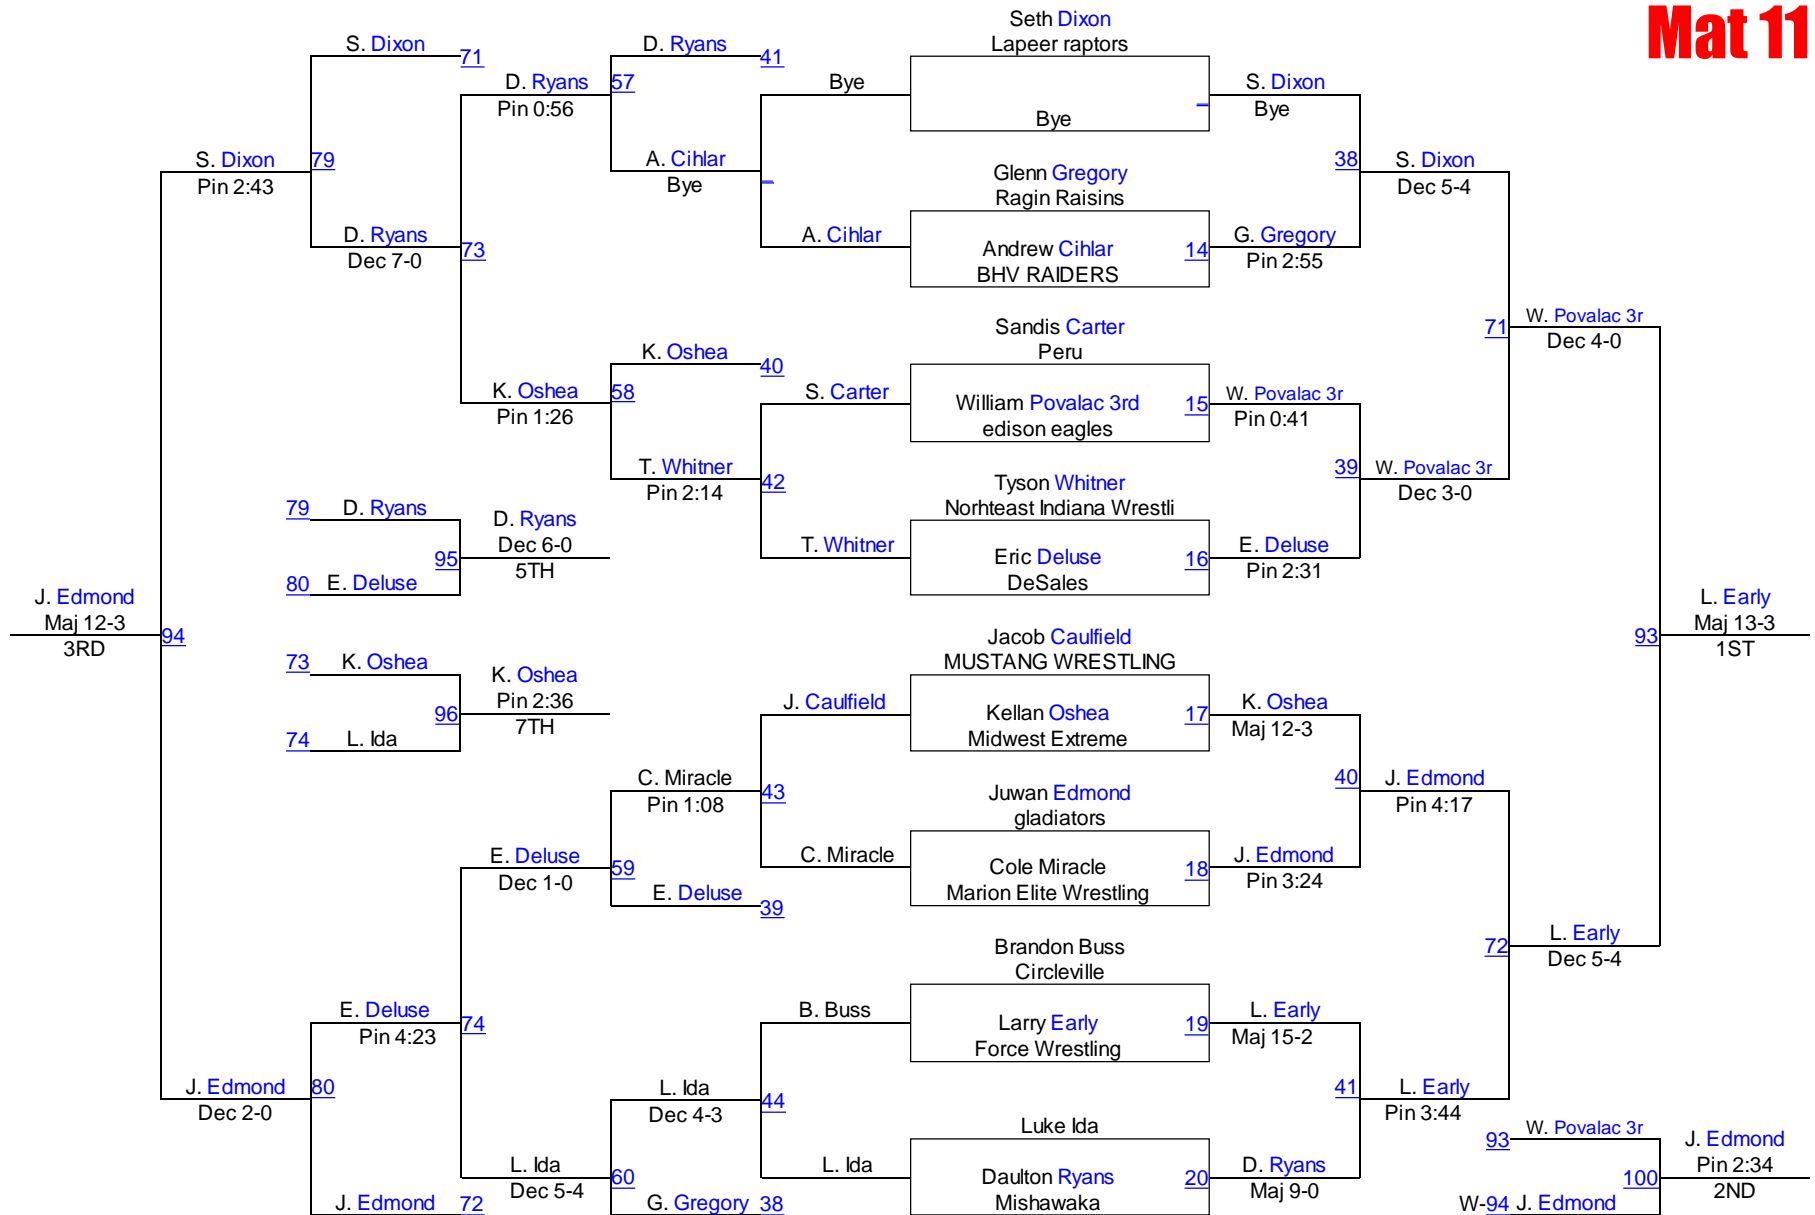 Mat 11
Seth Dixon
Lapeer raptors
Bye
Glenn Gregory
Ragin Raisins
Andrew Cihlar
BHV RAIDERS
14
Sandis Carter
Peru
William Povalac 3rd
edison eagles
15
Tyson Whitner
Norhteast Indiana Wrestli
Eric Deluse
DeSales
16
Jacob Caulfield
MUSTANG WRESTLING
Kellan Oshea
Midwest Extreme
17
Juwan Edmond
gladiators
Cole Miracle
Marion Elite Wrestling
18
Brandon Buss
Circleville
Larry Early
Force Wrestling
19
Luke Ida
Daulton Ryans
Mishawaka
20
S. Dixon
Bye
38
G. Gregory
Pin 2:55
W. Povalac 3r
Pin 0:41
39
E. Deluse
Pin 2:31
K. Oshea
Maj 12-3
40
J. Edmond
Pin 3:24
L. Early
Maj 15-2
41
D. Ryans
Maj 9-0
S. Dixon
Dec 5-4
71
W. Povalac 3r
Dec 3-0
J. Edmond
Pin 4:17
72
L. Early
Pin 3:44
W. Povalac 3r
Dec 4-0
93
L. Early
Dec 5-4
L. Early
Maj 13-3
1ST
93 W. Povalac 3r
100
W-94 J. Edmond
J. Edmond
Pin 2:34
2ND
Bye
A. Cihlar
S. Carter
42
T. Whitner
J. Caulfield
43
C. Miracle
B. Buss
44
L. Ida
D. Ryans 41
57
A. Cihlar
Bye
K. Oshea 40
58
T. Whitner
Pin 2:14
C. Miracle
Pin 1:08
59
E. Deluse 39
L. Ida
Dec 4-3
60
G. Gregory 38
D. Ryans
Pin 0:56
73
K. Oshea
Pin 1:26
E. Deluse
Dec 1-0
74
L. Ida
Dec 5-4
S. Dixon 71
79
D. Ryans
Dec 7-0
E. Deluse
Pin 4:23
80
J. Edmond 72
S. Dixon
Pin 2:43
94
J. Edmond
Dec 2-0
J. Edmond
Maj 12-3
3RD
79 D. Ryans
95
80 E. Deluse
D. Ryans
Dec 6-0
5TH
73 K. Oshea
96
74 L. Ida
K. Oshea
Pin 2:36
7TH